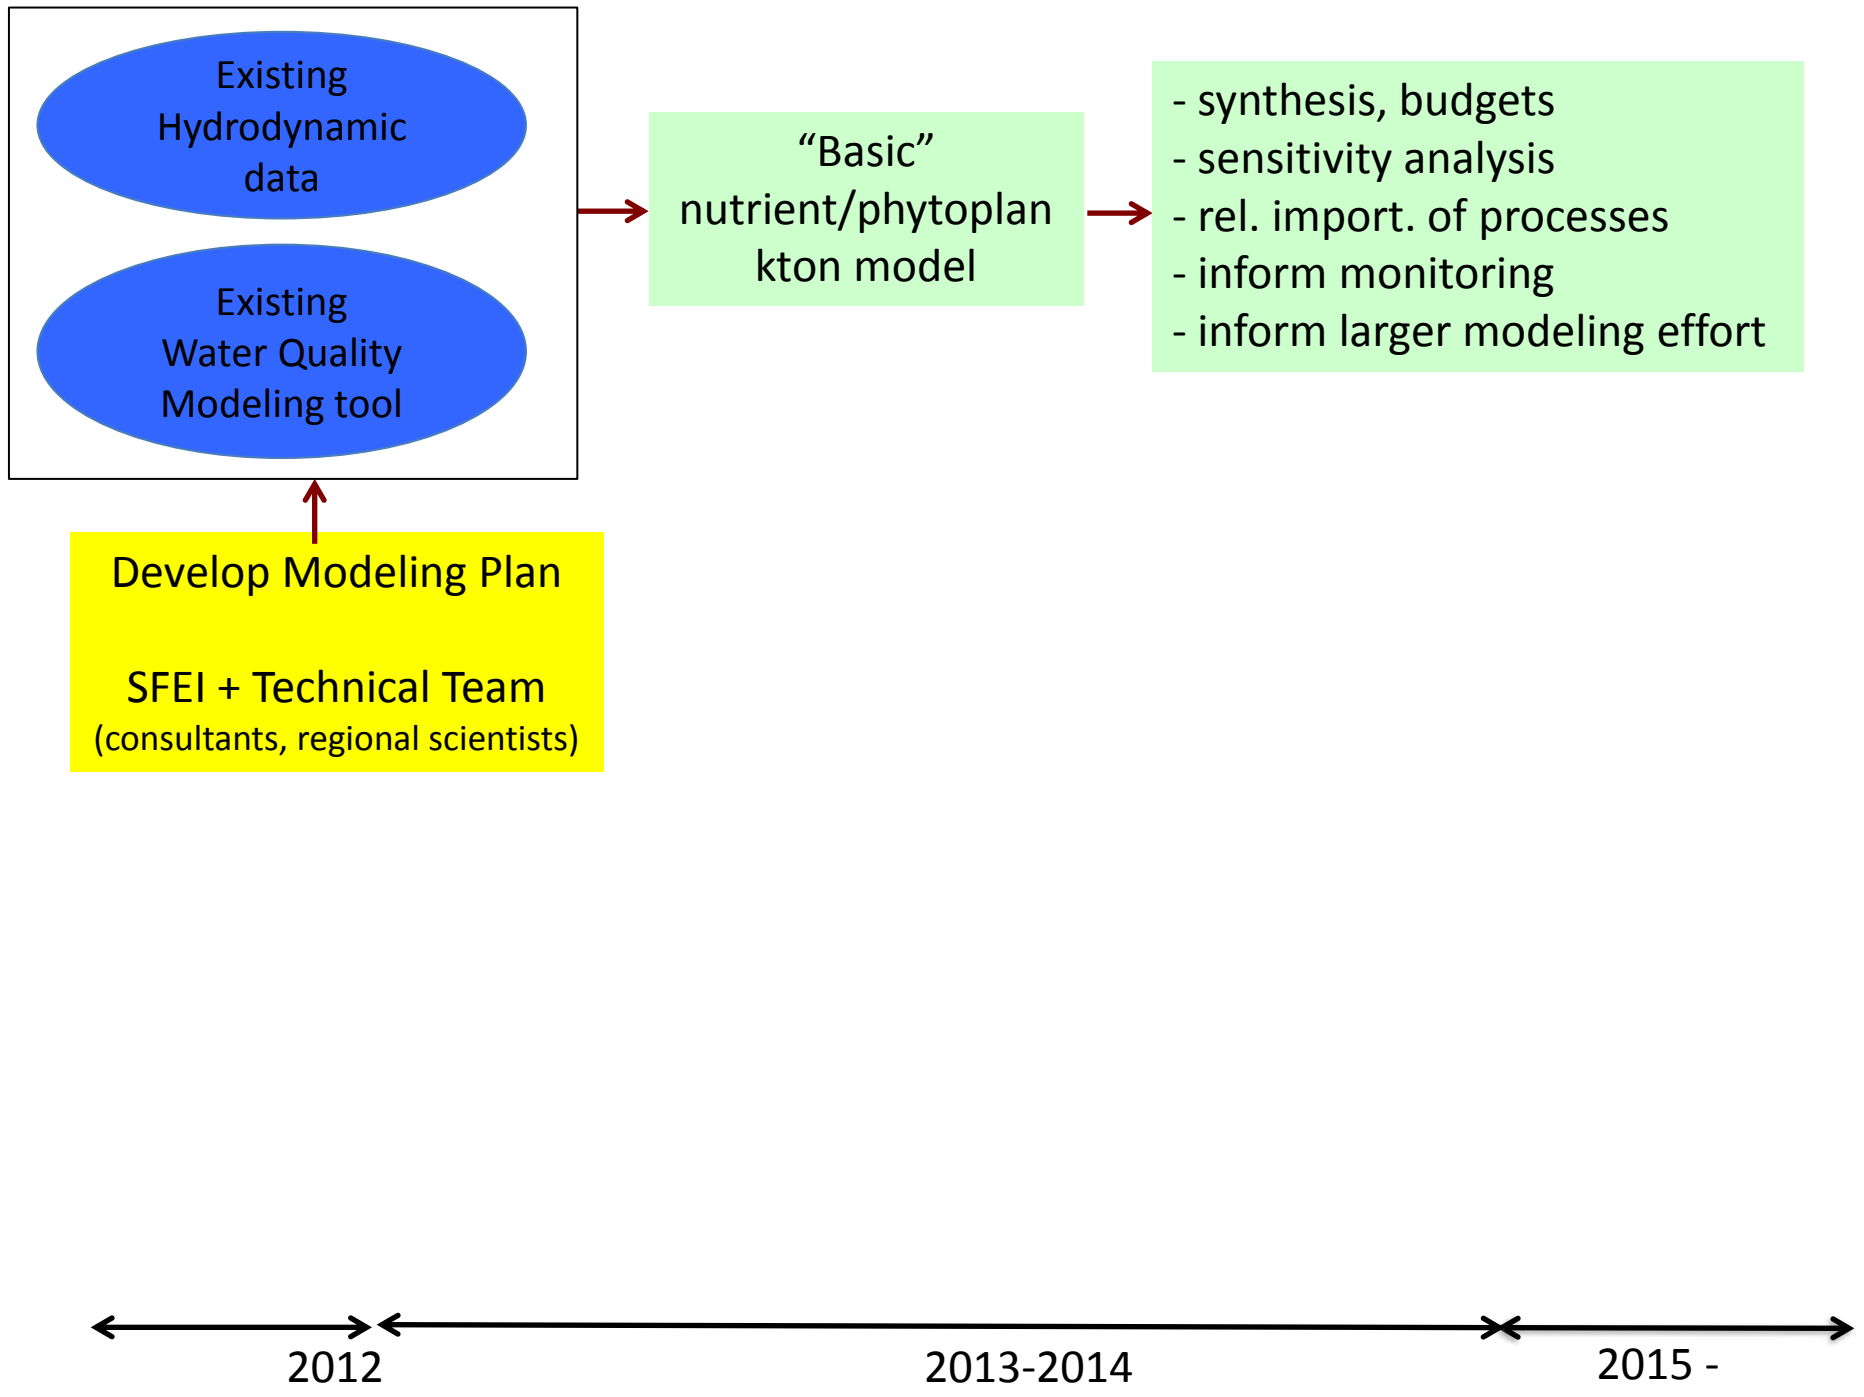 Existing
Hydrodynamic
data
Existing
Water Quality
Modeling tool
“Basic”
nutrient/phytoplan
kton model
- synthesis, budgets
- sensitivity analysis
- rel. import. of processes
- inform monitoring
- inform larger modeling effort
Develop Modeling Plan
SFEI + Technical Team
(consultants, regional scientists)
2012
2013-2014
2015 -